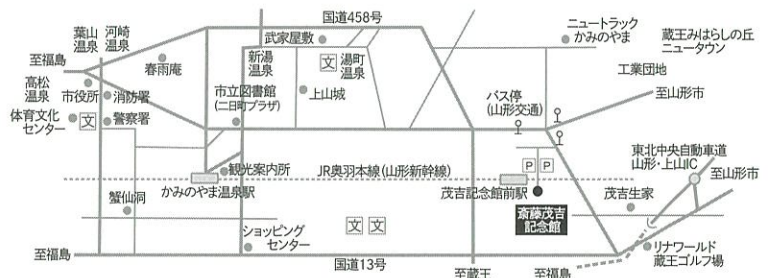 国道458号
葉山
温泉
河崎
温泉
至福島
春雨庵
武家屋敷
新湯
温泉
文
湯町
温泉
上山城
ニュートラック
かみのやま
蔵王みはらしの丘
ニュータウン
工業団地
高松
温泉
市役所
消防署
体育文化
センター
文
警察署
市立図書館
(二日町プラザ)
バス停
(山形交通)
至山形市
東北中央自動車道
山形・上山IC
至山形市
観光案内所
かみのやま温泉駅
JR奥羽本線(山形新幹線)
P P
茂吉記念館前駅
斎藤茂吉
記念館
茂吉生家
蟹仙洞
文 文
ショッピング
センター
至福島
国道13号
至蔵王
至福島
リナワールド
蔵王ゴルフ場